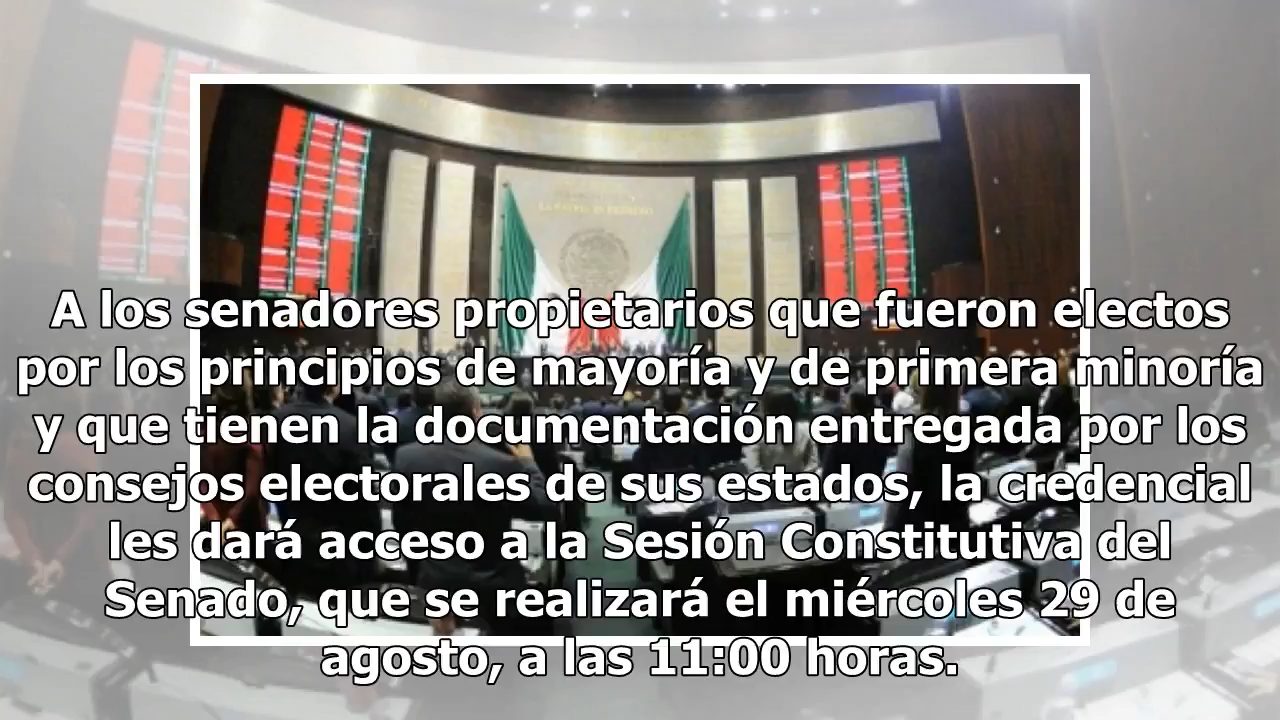 A los senadores propietarios que fueron electos
por los principios de mayoría y de primera minoría
y que tienen la documentación entregada por los
consejos electorales de sus estados, la credencial
les dará acceso a la Sesión Constitutiva del
Senado, que se realizará el miércoles 29 de
agosto, a las 11:00 horas.